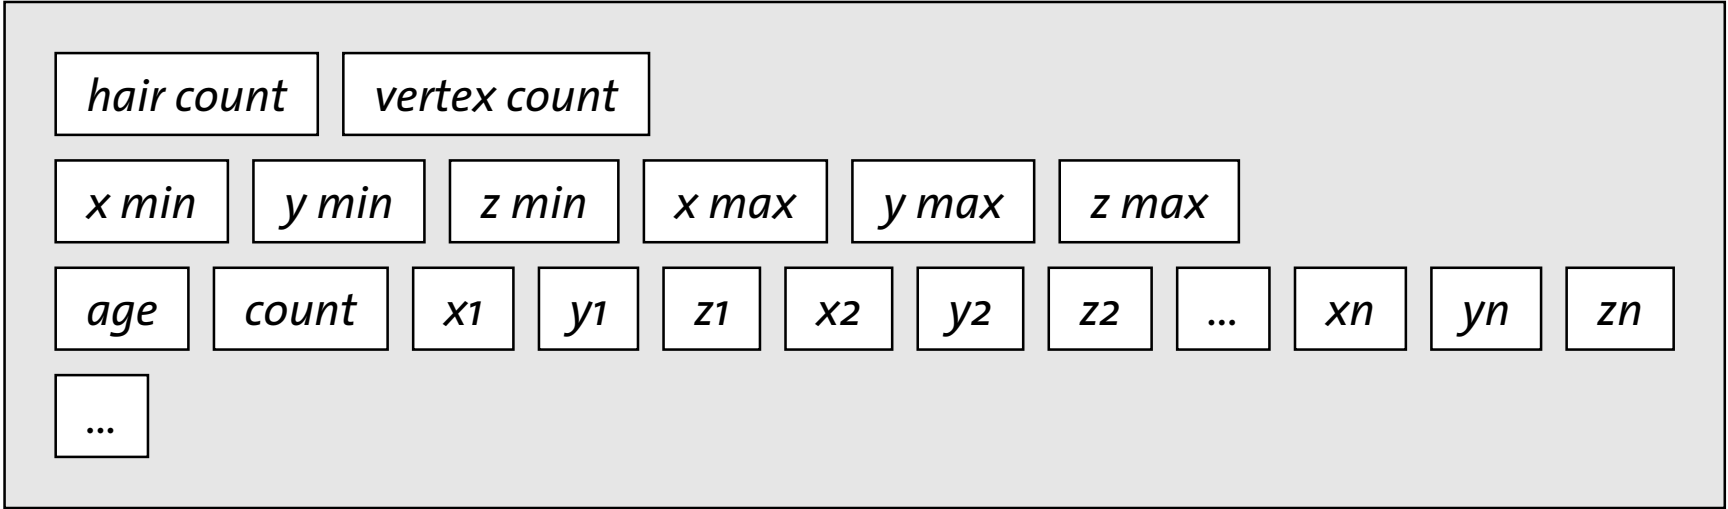 hair count vertex count
x min y min z min x max y max z max
age count x1 y1 z1 x2 y2 z2 ... xn yn zn
...